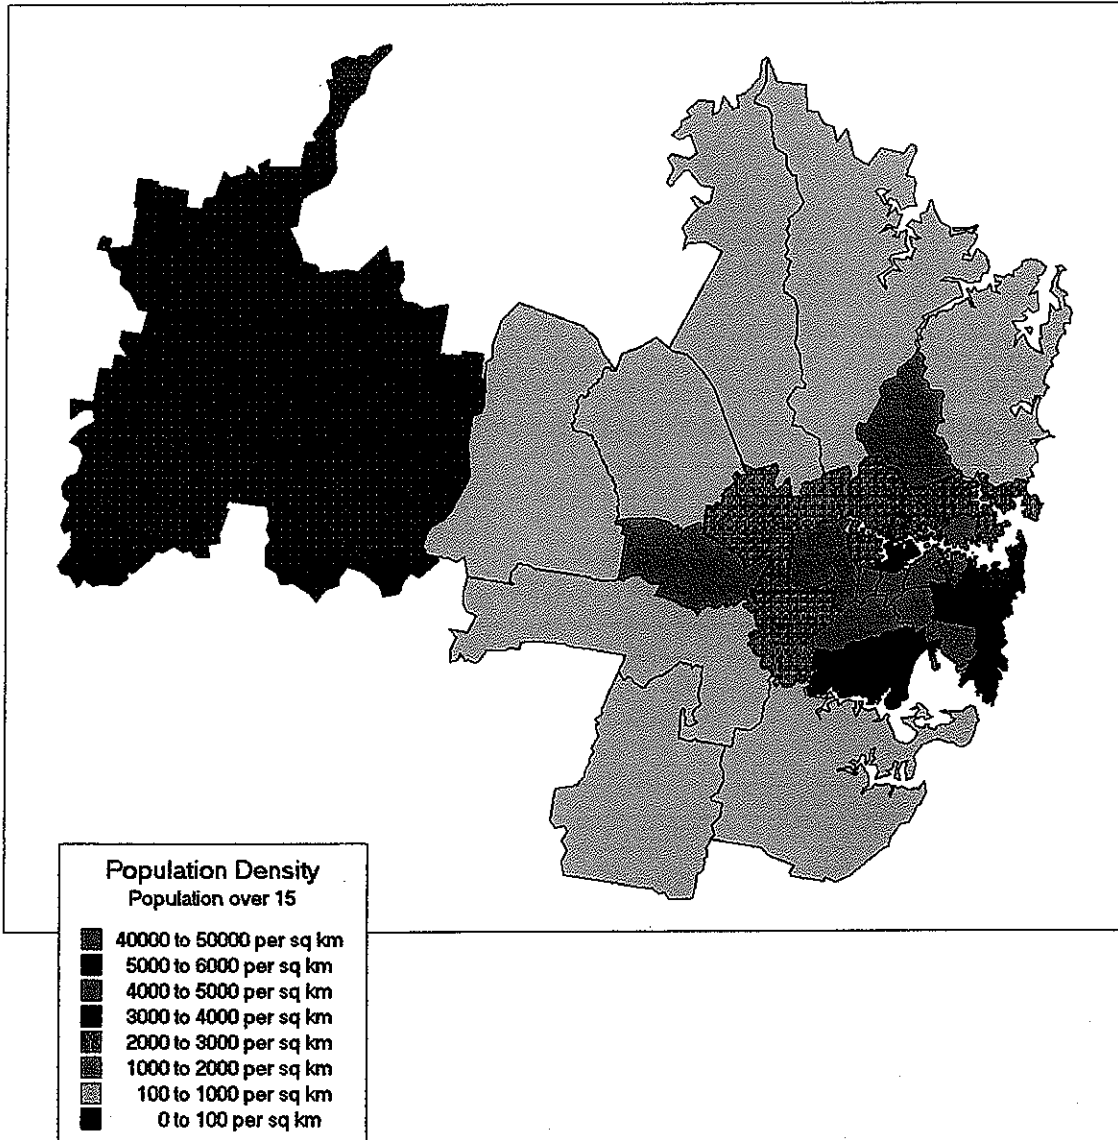 Population Density
Population over 15
40000 to 50000 per sq km
5000 to 6000 per sq km
4000 to 5000 per sq km
3000 to 4000 per sq km
2000 to 3000 per sq km
1000 to 2000 per sq km
100 to 1000 per sq km
0 to 100 per sq km